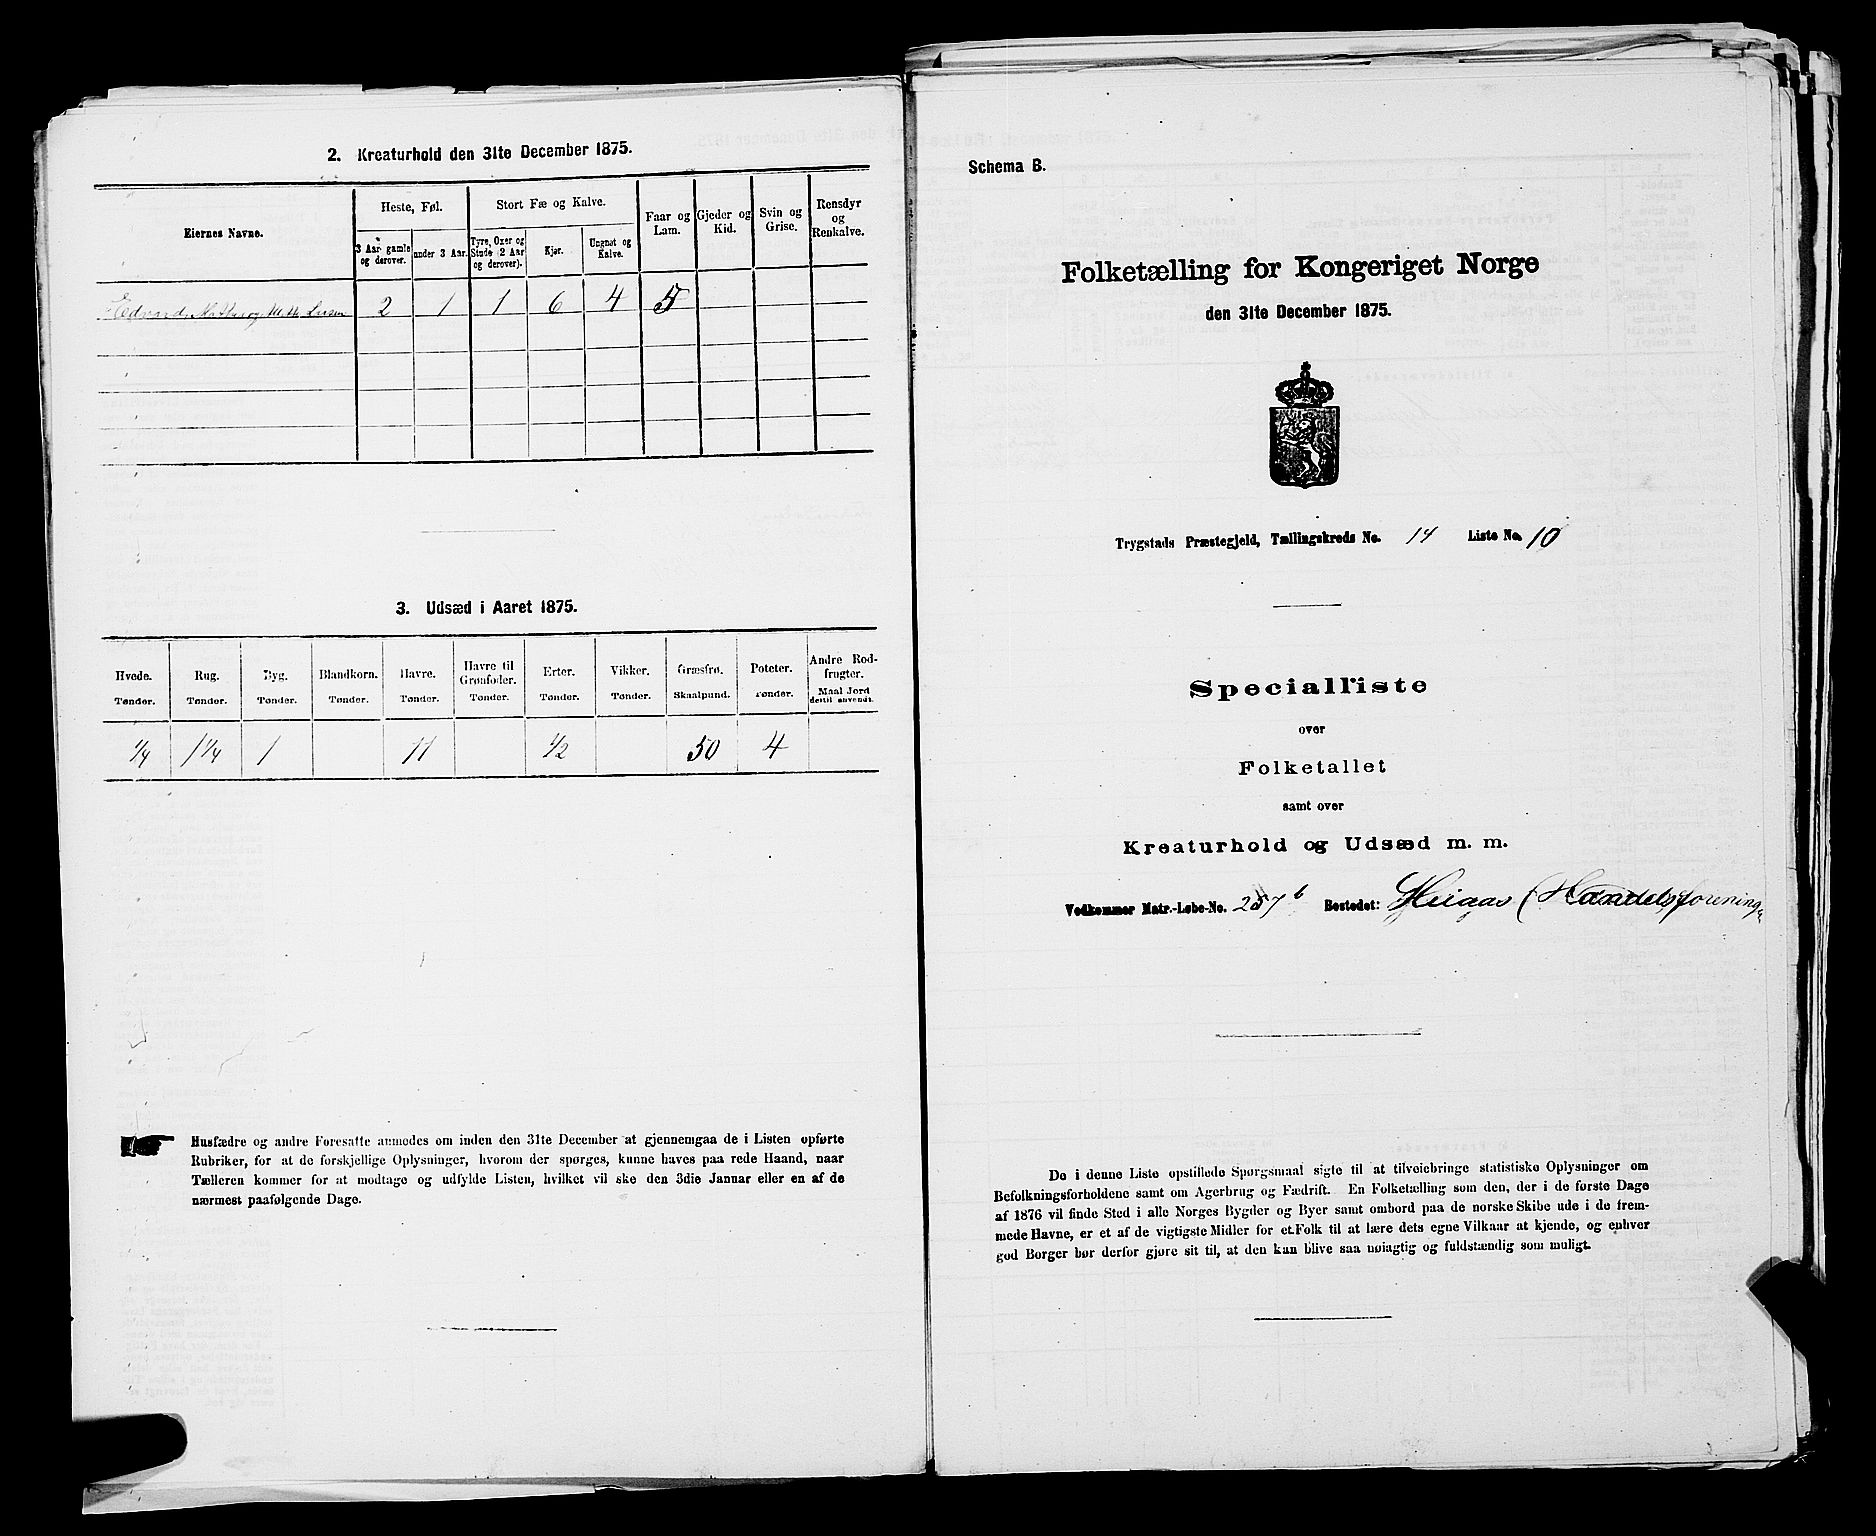 2. Kreaturhold den 31te December 1875.
Eiernes Navne.
Heste, Føl.
Stort Fæ og Kalve.
Faar og Lam.
Gjeder og Kid.
Svin og Grise.
Rensdyr og Renkalve.
3 Aar gamle og derover.
under 3 Aar.
Tyre, Oxer og Stude (2 Aar og derover).
Kjør.
Ungnøt og Kalve.
Edvard 2 1 1 6 4 5
3. Udsæd i Aaret 1875.
Hvede. Rug. Byg. Blandkorn. Havre. Havre til Grønfoder. Erter. Vikker. Græsfrø. Poteter. Andre Rodfrugter.
Tønder. Tønder. Tønder. Tønder. Tønder. Tønder. Tønder. Tønder. Skaalpund. Tønder. Maal Jord dertil anvendt.
1/4 1 1/4 1 11 1/2 50 4
Husfædre og andre Foresatte anmodes om inden den 31te December at gjennemgaa de i Listen opførte
Rubriker, for at de forskjellige Oplysninger, hvorom der spørges, kunne haves paa rede Haand, naar
Tælleren kommer for at modtage og udfylde Listen, hvilket vil ske den 3die Januar eller en af de
nærmest paafølgende Dage.
Schema B.
Folketælling for Kongeriget Norge
den 31te December 1875.
Trygstads Præstegjeld, Tællingskreds No. 14 Liste No. 10
Specialliste
over
Folketallet
samt over
Kreaturhold og Udsæd m. m.
Vedkommer Matr.-Løbe-No. 257 b Bostedet: (Handelsforening
De i denne Liste opstillede Spørgsmaal sigte til at tilveiebringe statistiske Oplysninger om
Befolkningsforholdene samt om Agerbrug og Fædrift. En Folketælling som den, der i de første Dage
af 1876 vil finde Sted i alle Norges Bygder og Byer samt ombord paa de norske Skibe ude i de frem-
mede Havne, er et af de vigtigste Midler for et Folk til at lære dets egne Vilkaar at kjende, og enhver
god Borger bør derfor gjøre sit til, at den kan blive saa nøiagtig og fuldstændig som muligt.